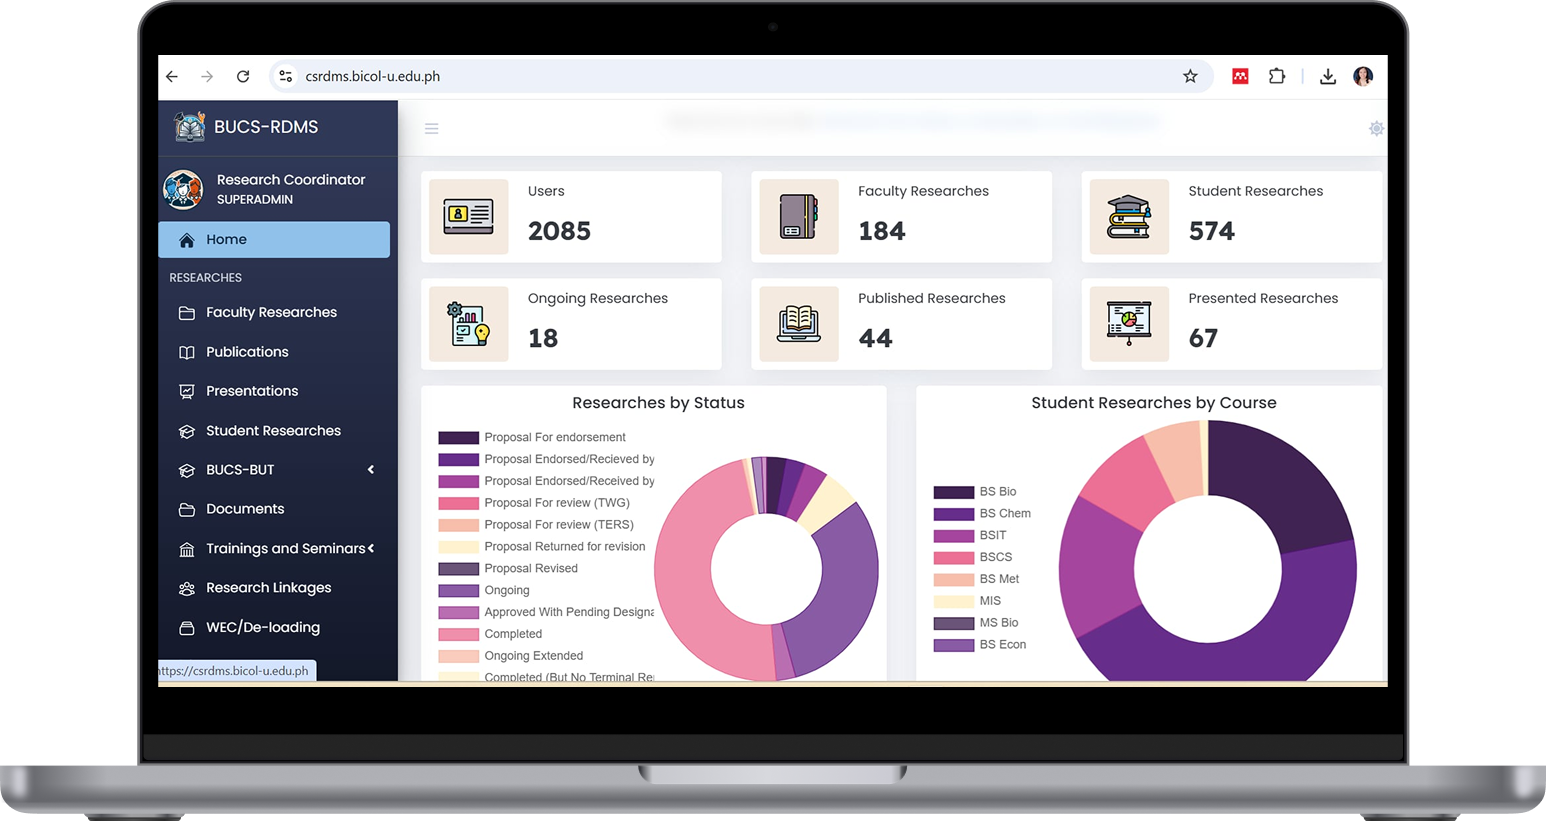 csrdms.bicol-u.edu.ph
BUCS-RDMS
Research Coordinator
SUPERADMIN
Home
RESEARCHES
Faculty Researches
Publications
Presentations
Student Researches
BUCS-BUT
Documents
Trainings and Seminars
Research Linkages
WEC/De-loading
https://csrdms.bicol-u.edu.ph
Users
2085
Faculty Researches
184
Student Researches
574
Ongoing Researches
18
Published Researches
44
Presented Researches
67
Researches by Status
Proposal For endorsement
Proposal Endorsed/Recieved by
Proposal Endorsed/Received by
Proposal For review (TWG)
Proposal For review (TERS)
Proposal Returned for revision
Proposal Revised
Ongoing
Approved With Pending Designa
Completed
Ongoing Extended
Completed (But No Terminal Re
Student Researches by Course
BS Bio
BS Chem
BSIT
BSCS
BS Met
MIS
MS Bio
BS Econ